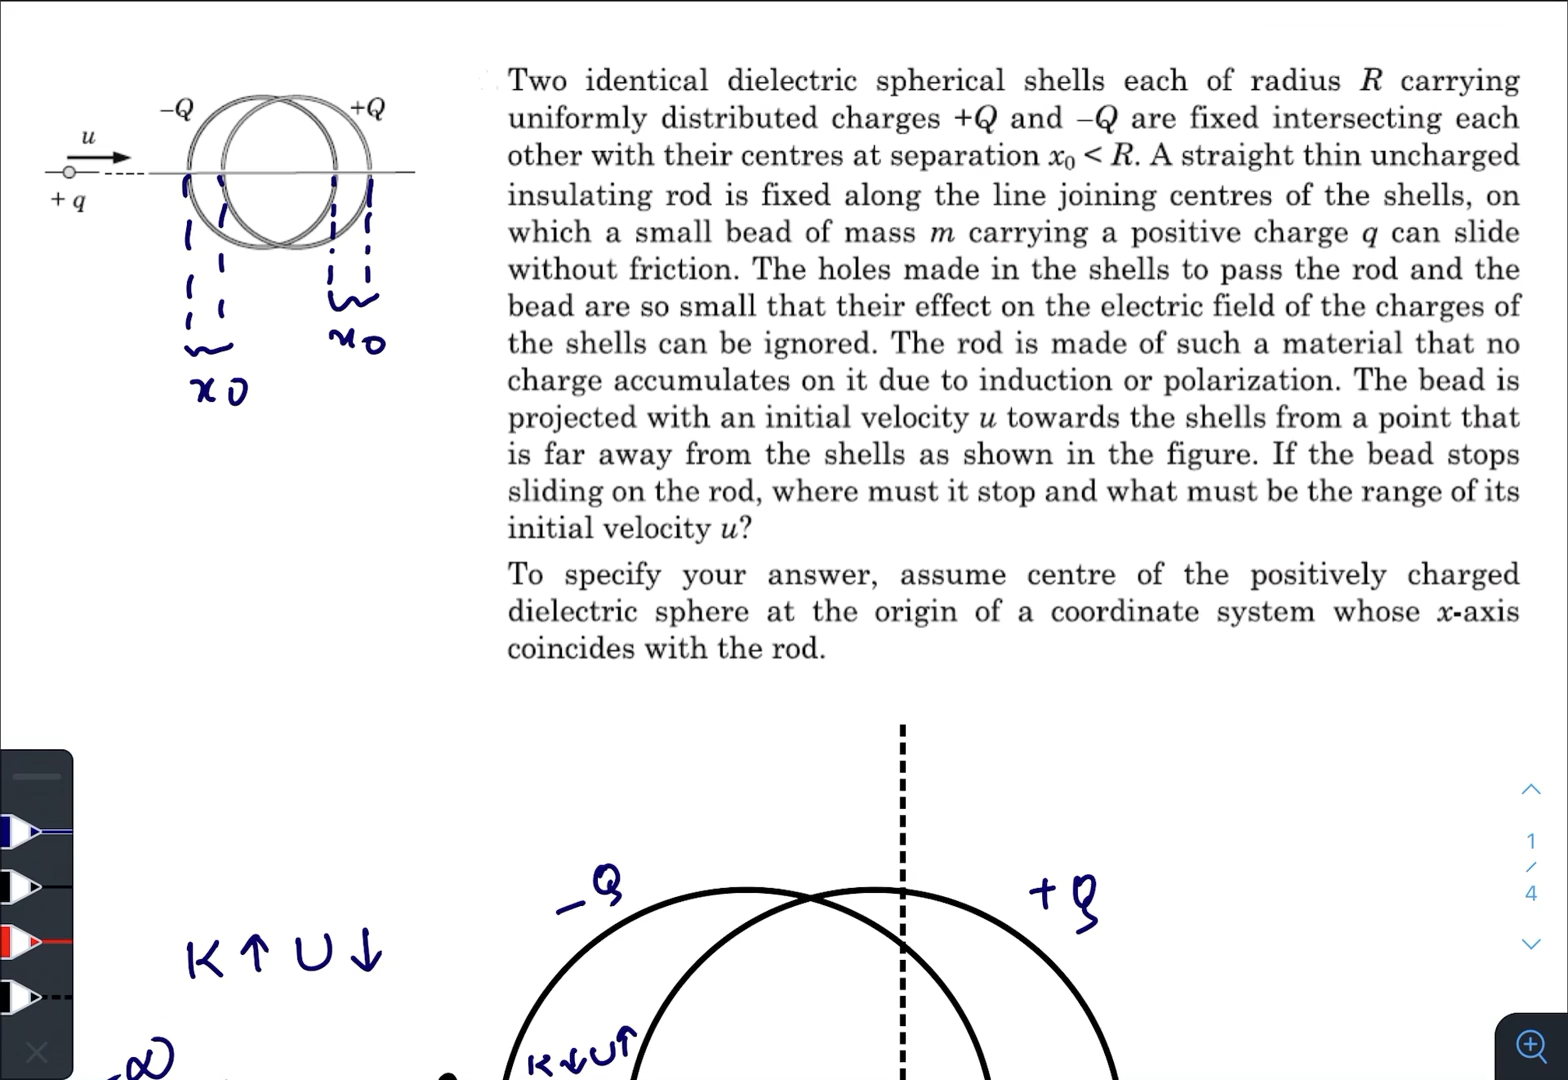 -Q
+Q
u
+ q
x0
x0
Two identical dielectric spherical shells each of radius R carrying
uniformly distributed charges +Q and −Q are fixed intersecting each
other with their centres at separation x₀ < R. A straight thin uncharged
insulating rod is fixed along the line joining centres of the shells, on
which a small bead of mass m carrying a positive charge q can slide
without friction. The holes made in the shells to pass the rod and the
bead are so small that their effect on the electric field of the charges of
the shells can be ignored. The rod is made of such a material that no
charge accumulates on it due to induction or polarization. The bead is
projected with an initial velocity u towards the shells from a point that
is far away from the shells as shown in the figure. If the bead stops
sliding on the rod, where must it stop and what must be the range of its
initial velocity u?
To specify your answer, assume centre of the positively charged
dielectric sphere at the origin of a coordinate system whose x-axis
coincides with the rod.
1
/
4
-Q
+Q
K↑ U↓
K↓U↑
-∞